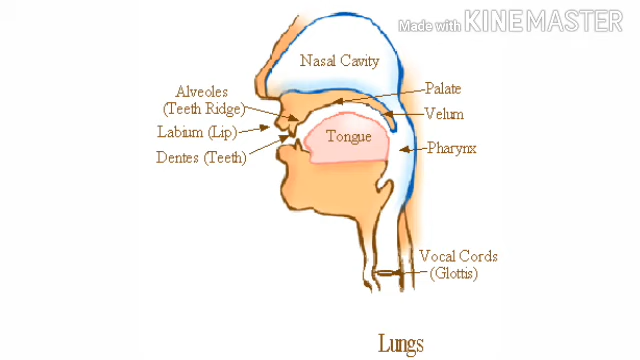 Made with KINEMASTER
Nasal Cavity
Alveoles
(Teeth Ridge)
Labium (Lip)
Dentes (Teeth)
Palate
Velum
Tongue
Pharynx
Vocal Cords
(Glottis)
Lungs